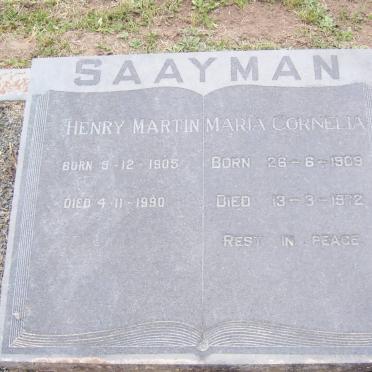 SAAYMAN
HENRY MARTIN
BORN 9-12-1905
DIED 4-11-1990
MARIA CORNELIA
BORN 26-6-1909
DIED 13-3-1972
REST IN PEACE